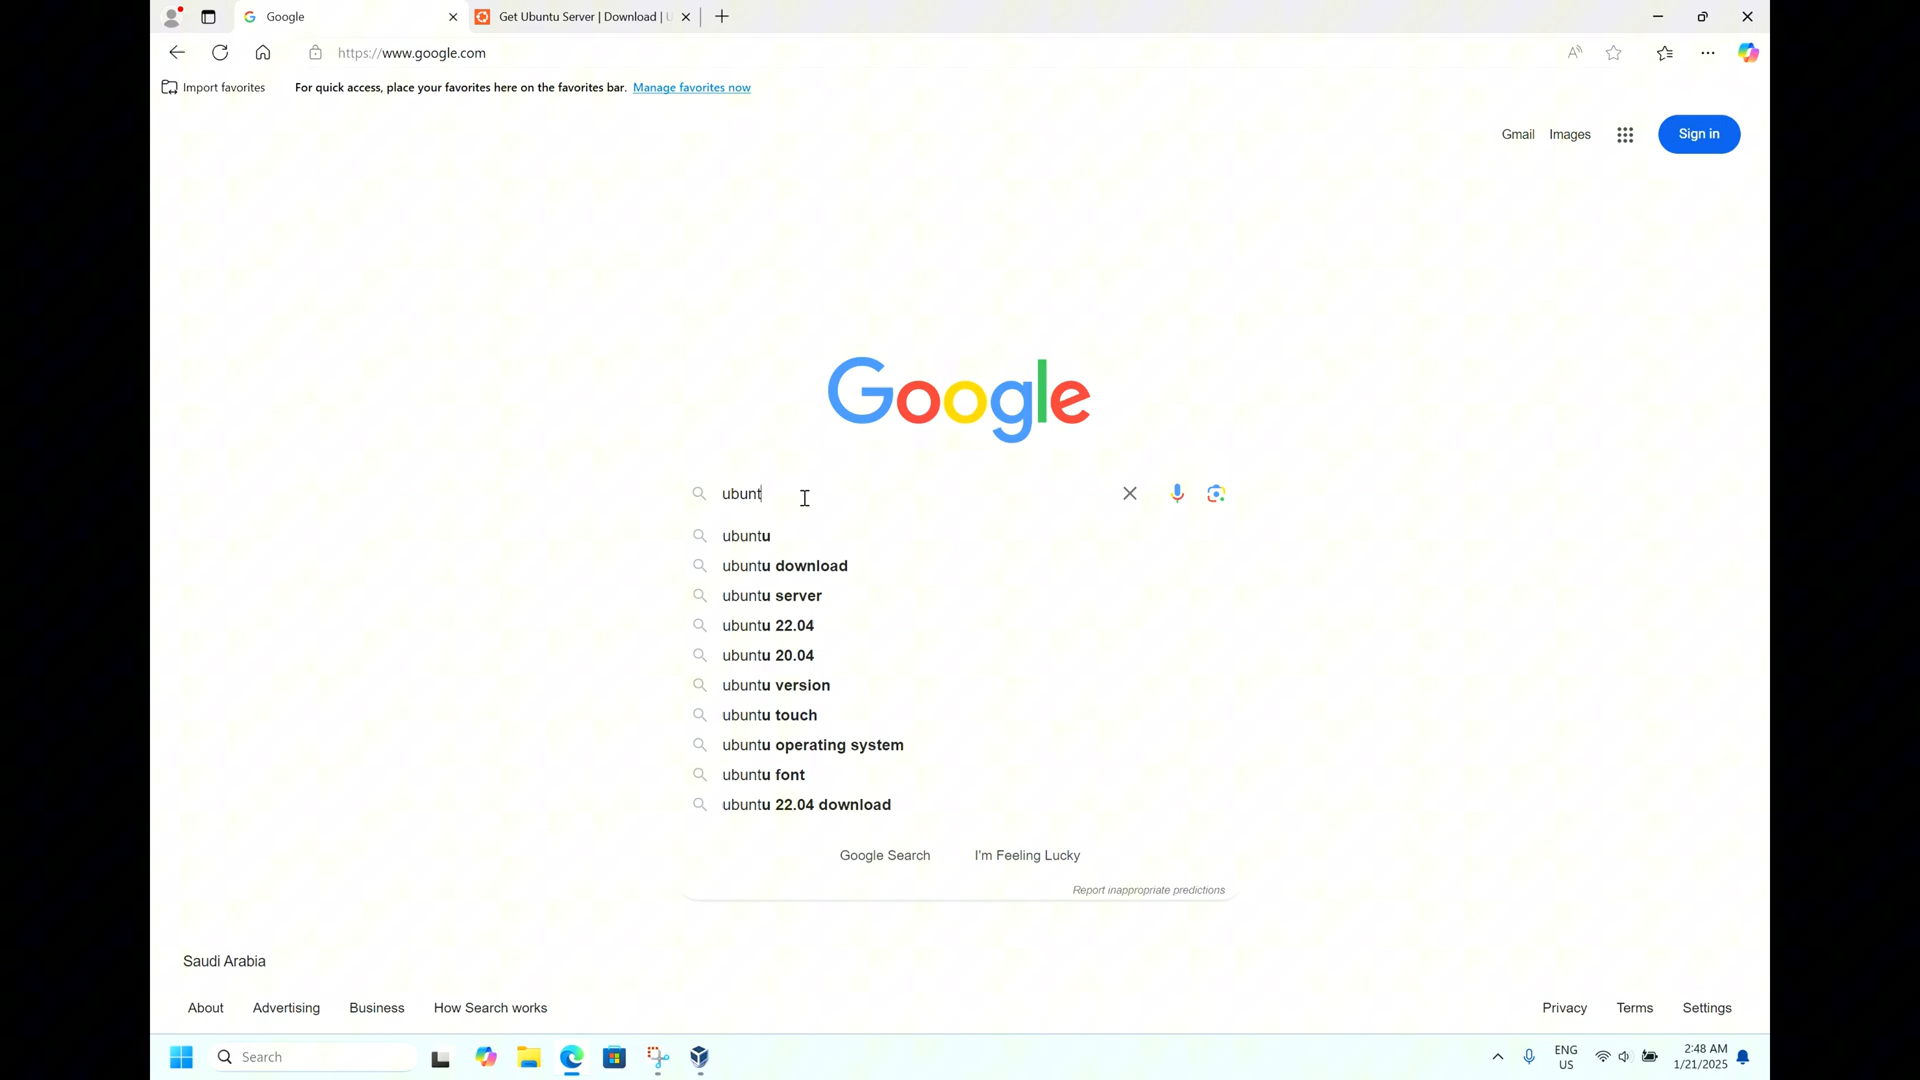 Google
Get Ubuntu Server | Download |
https://www.google.com
Import favorites
For quick access, place your favorites here on the favorites bar. Manage favorites now
Gmail Images Sign in
Google
ubunt
ubuntu
ubuntu download
ubuntu server
ubuntu 22.04
ubuntu 20.04
ubuntu version
ubuntu touch
ubuntu operating system
ubuntu font
ubuntu 22.04 download
Google Search I'm Feeling Lucky
Report inappropriate predictions
Saudi Arabia
About Advertising Business How Search works Privacy Terms Settings
Search
ENG
US
2:48 AM
1/21/2025